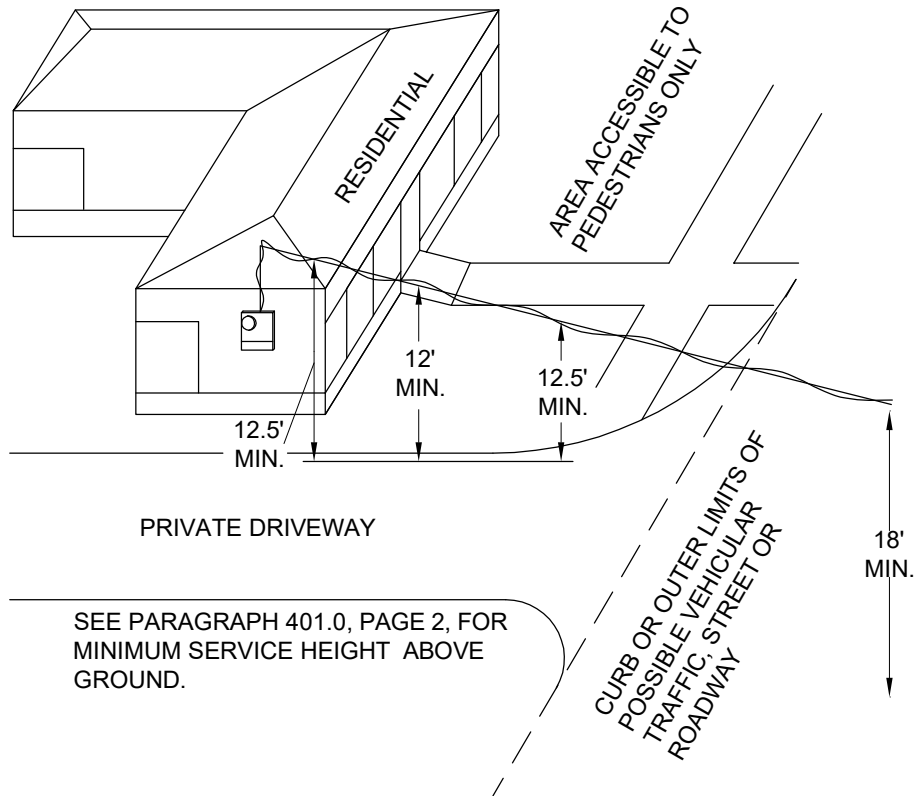 AREA ACCESSIBLE TO
PEDESTRIANS ONLY
RESIDENTIAL
12'
MIN.
12.5'
MIN.
12.5'
MIN.
PRIVATE DRIVEWAY
18'
MIN.
CURB OR OUTER LIMITS OF
POSSIBLE VEHICULAR
TRAFFIC, STREET OR
ROADWAY
SEE PARAGRAPH 401.0, PAGE 2, FOR
MINIMUM SERVICE HEIGHT ABOVE
GROUND.